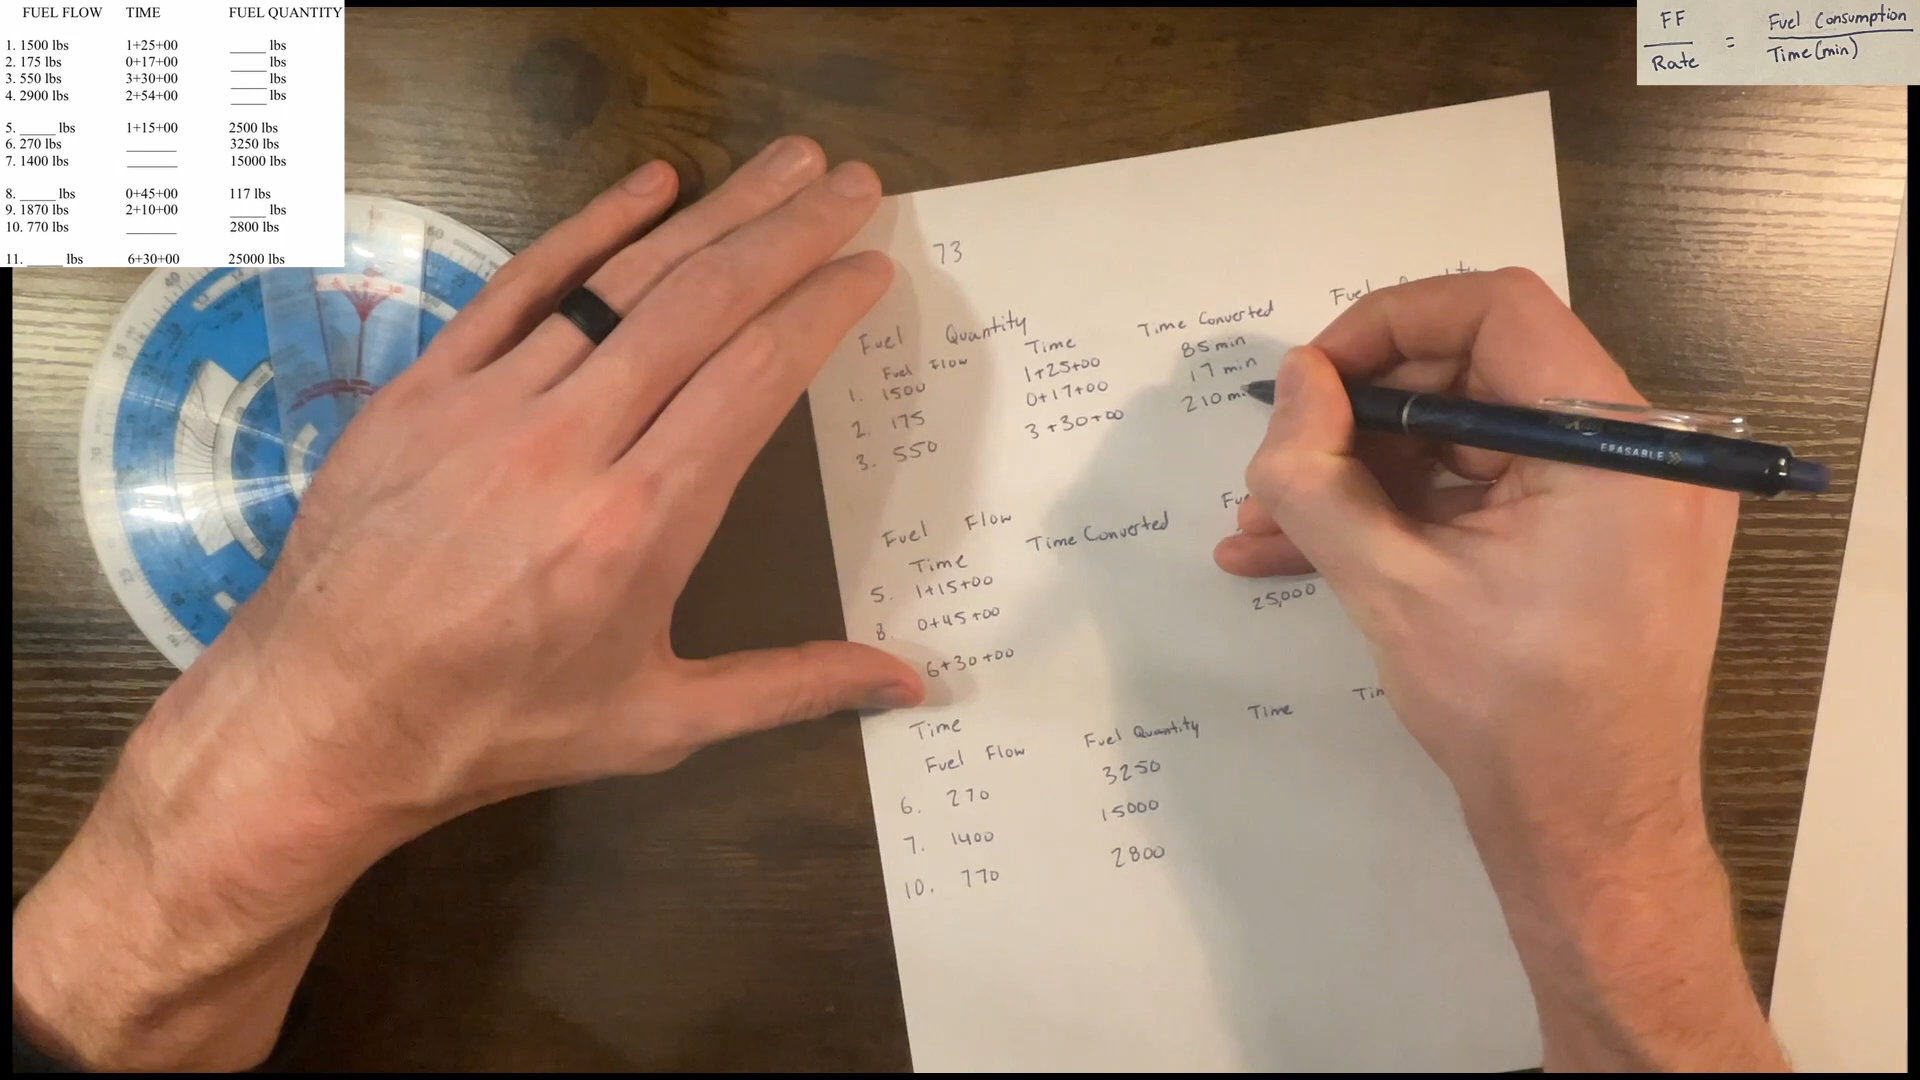 FUEL FLOW TIME FUEL QUANTITY
1. 1500 lbs 1+25+00 _____ lbs
2. 175 lbs 0+17+00 _____ lbs
3. 550 lbs 3+30+00 _____ lbs
4. 2900 lbs 2+54+00 _____ lbs
5. _____ lbs 1+15+00 2500 lbs
6. 270 lbs _______ 3250 lbs
7. 1400 lbs _______ 15000 lbs
8. _____ lbs 0+45+00 117 lbs
9. 1870 lbs 2+10+00 _____ lbs
10. 770 lbs _______ 2800 lbs
11. _____ lbs 6+30+00 25000 lbs
FF
Rate
=
Fuel Consumption
Time (min)
60
73
Fuel Quantity
Fuel Flow Time Time Converted Fuel
1. 1500 1+25+00 85 min
2. 175 0+17+00 17 min
3. 550 3+30+00 210
Fuel Flow
Time Time Converted
5. 1+15+00
8. 0+45+00
6+30+00 25,000
Time
Fuel Flow Fuel Quantity Time
6. 270 3250
7. 1400 15000
10. 770 2800
ERASABLE